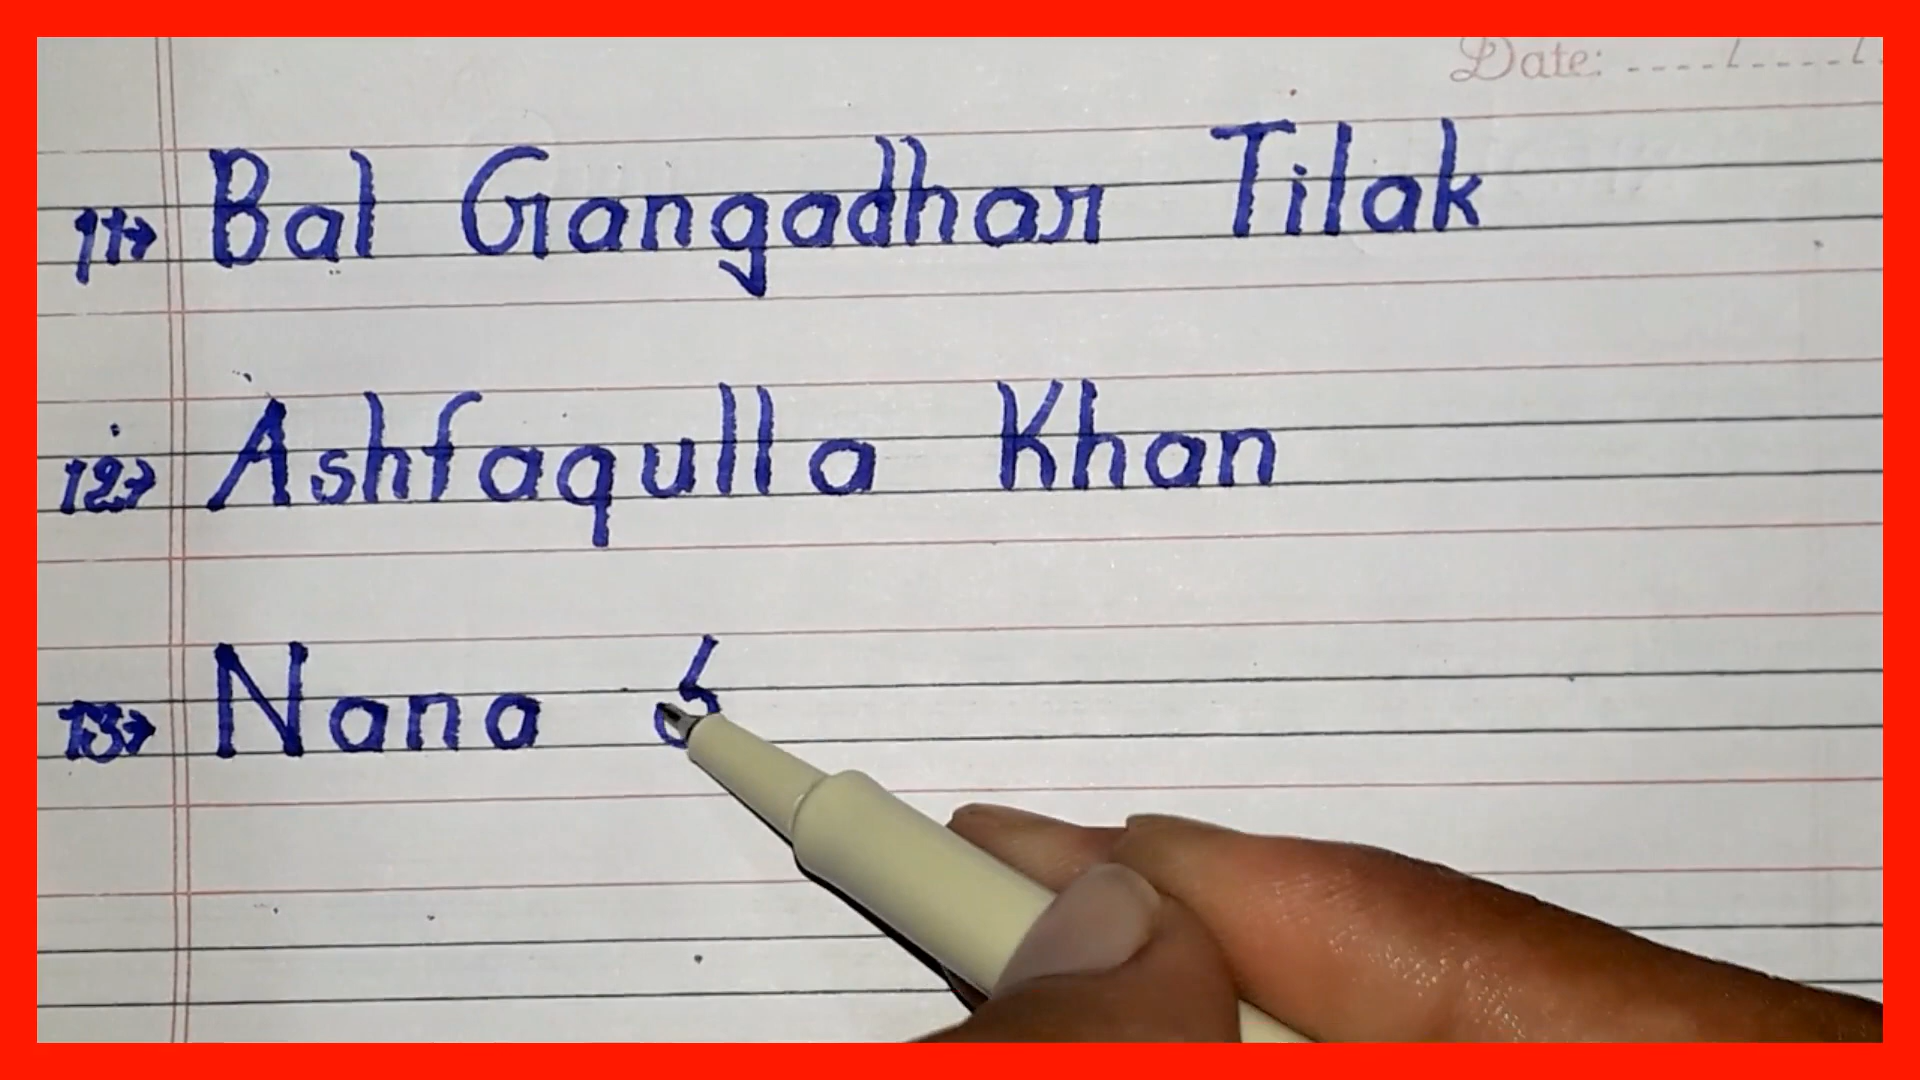 Date: ..../..../.
11→ Bal Gangadhar Tilak
12→ Ashfaqulla Khan
13→ Nana S